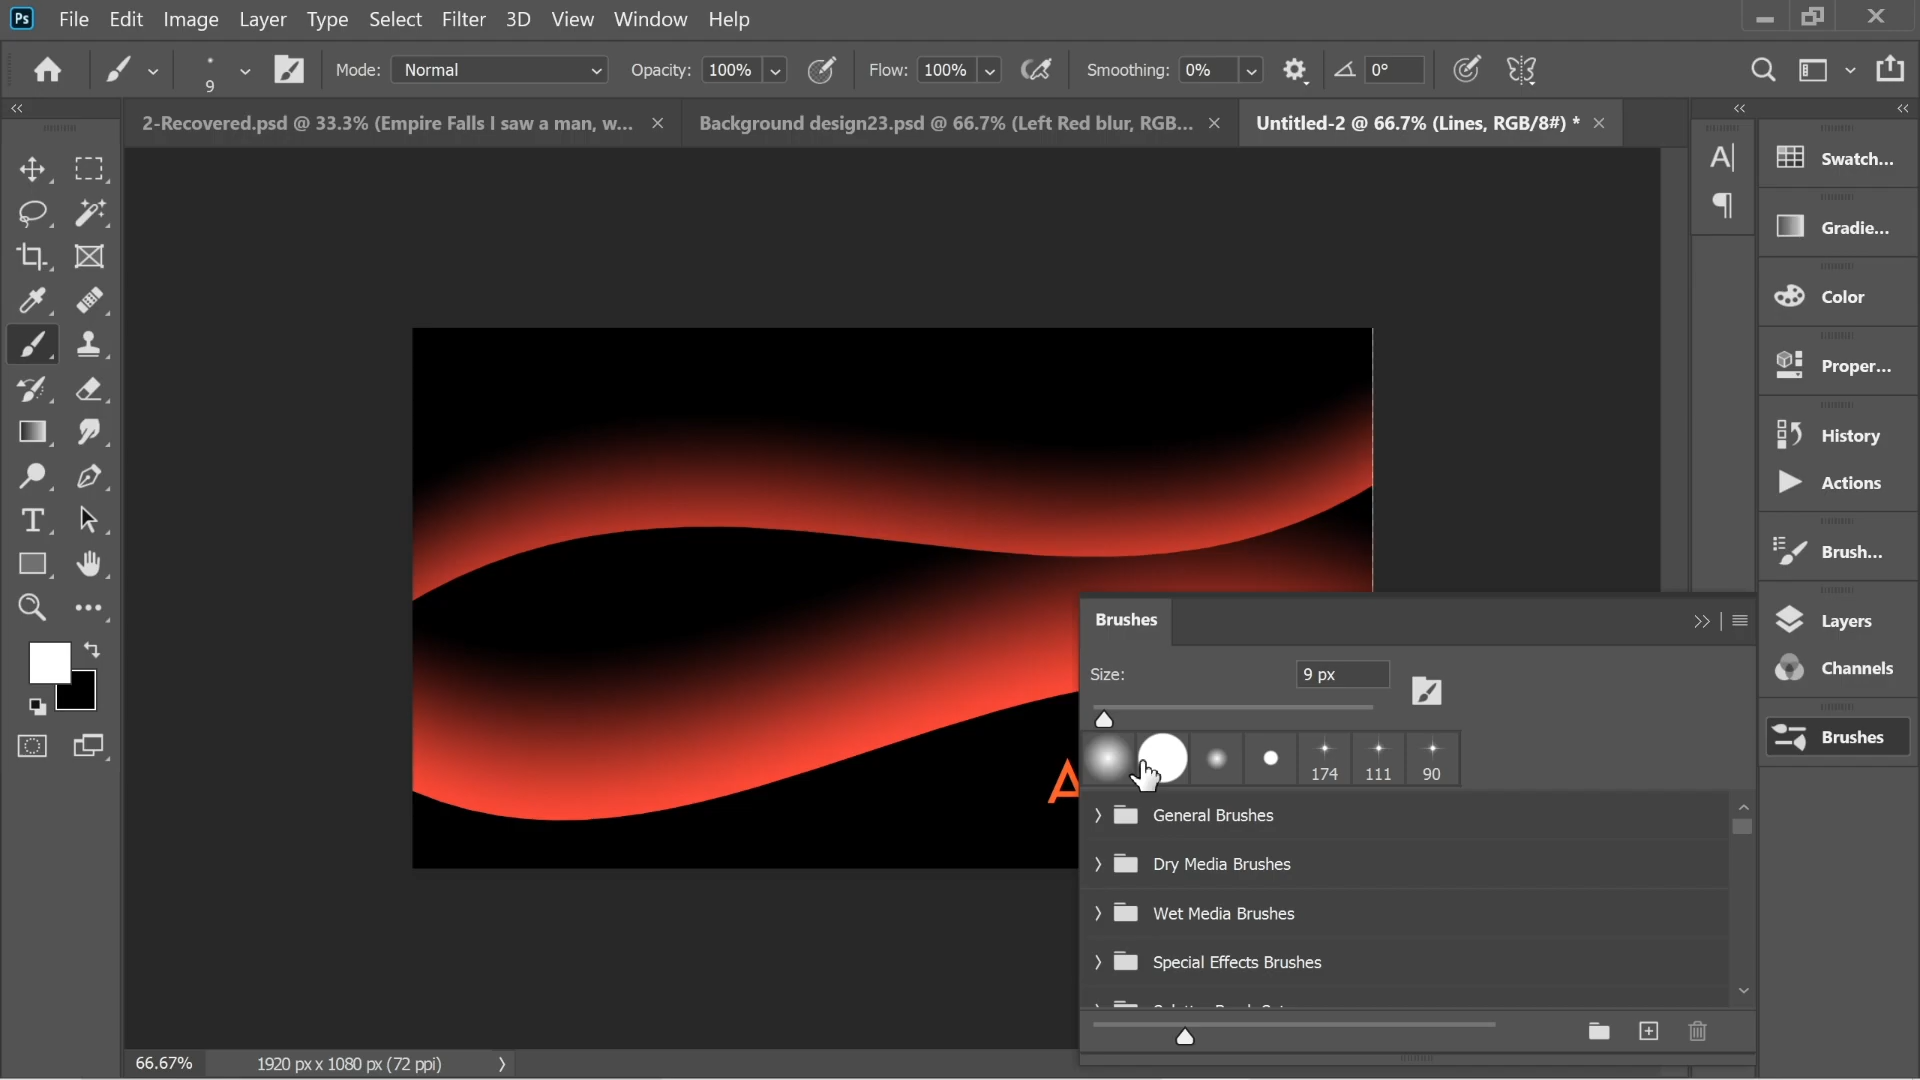 Ps File Edit Image Layer Type Select Filter 3D View Window Help
9 Mode: Normal Opacity: 100% Flow: 100% Smoothing: 0% 0°
2-Recovered.psd @ 33.3% (Empire Falls I saw a man, w... × Background design23.psd @ 66.7% (Left Red blur, RGB... × Untitled-2 @ 66.7% (Lines, RGB/8#) * ×
Swatch...
Gradie...
Color
Proper...
History
Actions
Brush...
Layers
Channels
Brushes
Brushes
Size: 9 px
174 111 90
General Brushes
Dry Media Brushes
Wet Media Brushes
Special Effects Brushes
66.67% 1920 px x 1080 px (72 ppi)